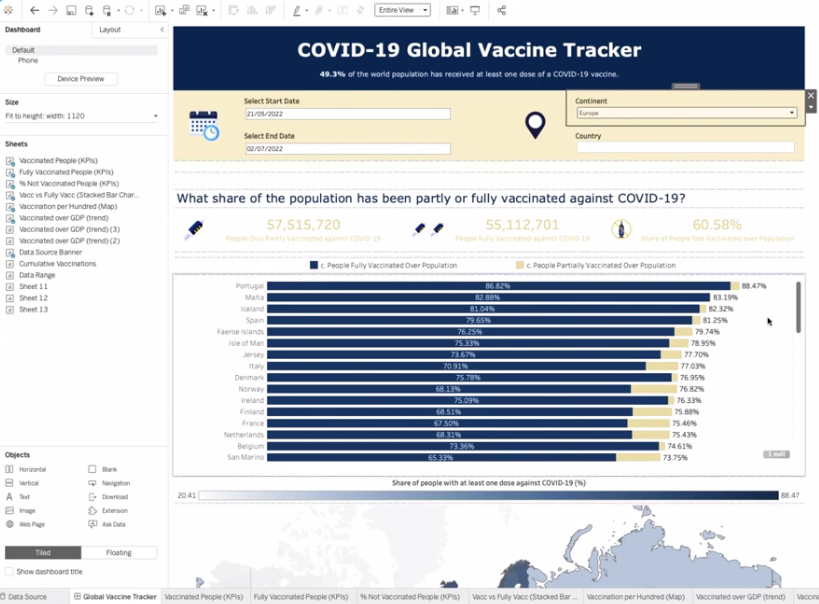 Entire View
Dashboard
Layout
Default
Phone
Device Preview
Size
Fit to height: width: 1120
Sheets
Vaccinated People (KPIs)
Fully Vaccinated People (KPIs)
% Not Vaccinated People (KPIs)
Vacc vs Fully Vacc (Stacked Bar Char...
Vaccination per Hundred (Map)
Vaccinated over GDP (trend)
Vaccinated over GDP (trend) (3)
Vaccinated over GDP (trend) (2)
Data Source Banner
Cumulative Vaccinations
Data Range
Sheet 11
Sheet 12
Sheet 13
Objects
Horizontal
Blank
Vertical
Navigation
Text
Download
Image
Extension
Web Page
Ask Data
Tiled
Floating
Show dashboard title
COVID-19 Global Vaccine Tracker
49.3% of the world population has received at least one dose of a COVID-19 vaccine.
Select Start Date
21/05/2022
Select End Date
02/07/2022
Continent
Europe
Country
What share of the population has been partly or fully vaccinated against COVID-19?
57,515,720
People Only Partly Vaccinated against COVID-19
55,112,701
People Fully Vaccinated against COVID-19
60.58%
Share of People Not Vaccinated over Population
c. People Fully Vaccinated Over Population
c. People Partially Vaccinated Over Population
Portugal 86.82% 88.47%
Malta 82.88% 83.19%
Iceland 81.04% 82.32%
Spain 79.65% 81.25%
Faeroe Islands 76.25% 79.74%
Isle of Man 75.33% 78.95%
Jersey 73.67% 77.70%
Italy 70.91% 77.03%
Denmark 75.78% 76.95%
Norway 68.13% 76.82%
Ireland 75.09% 76.33%
Finland 68.51% 75.88%
France 67.50% 75.46%
Netherlands 68.31% 75.43%
Belgium 73.36% 74.61%
San Marino 65.33% 73.75%
1 null
Share of people with at least one dose against COVID-19 (%)
20.41 88.47
Data Source
Global Vaccine Tracker
Vaccinated People (KPIs)
Fully Vaccinated People (KPIs)
% Not Vaccinated People (KPIs)
Vacc vs Fully Vacc (Stacked Bar ...
Vaccination per Hundred (Map)
Vaccinated over GDP (trend)
Vaccina